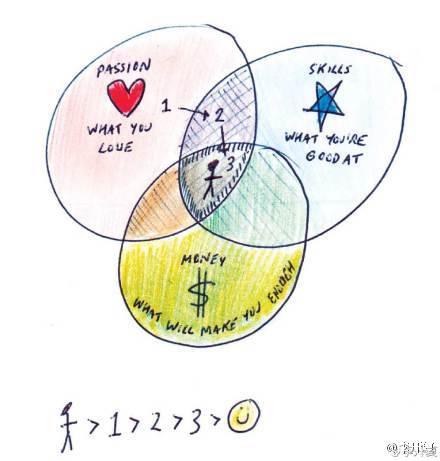 PASSION
WHAT YOU
LOVE
SKILLS
WHAT YOU'RE
GOOD AT
1
2
3
MONEY
$
WHAT WILL MAKE YOU ENOUGH
> 1 > 2 > 3 >